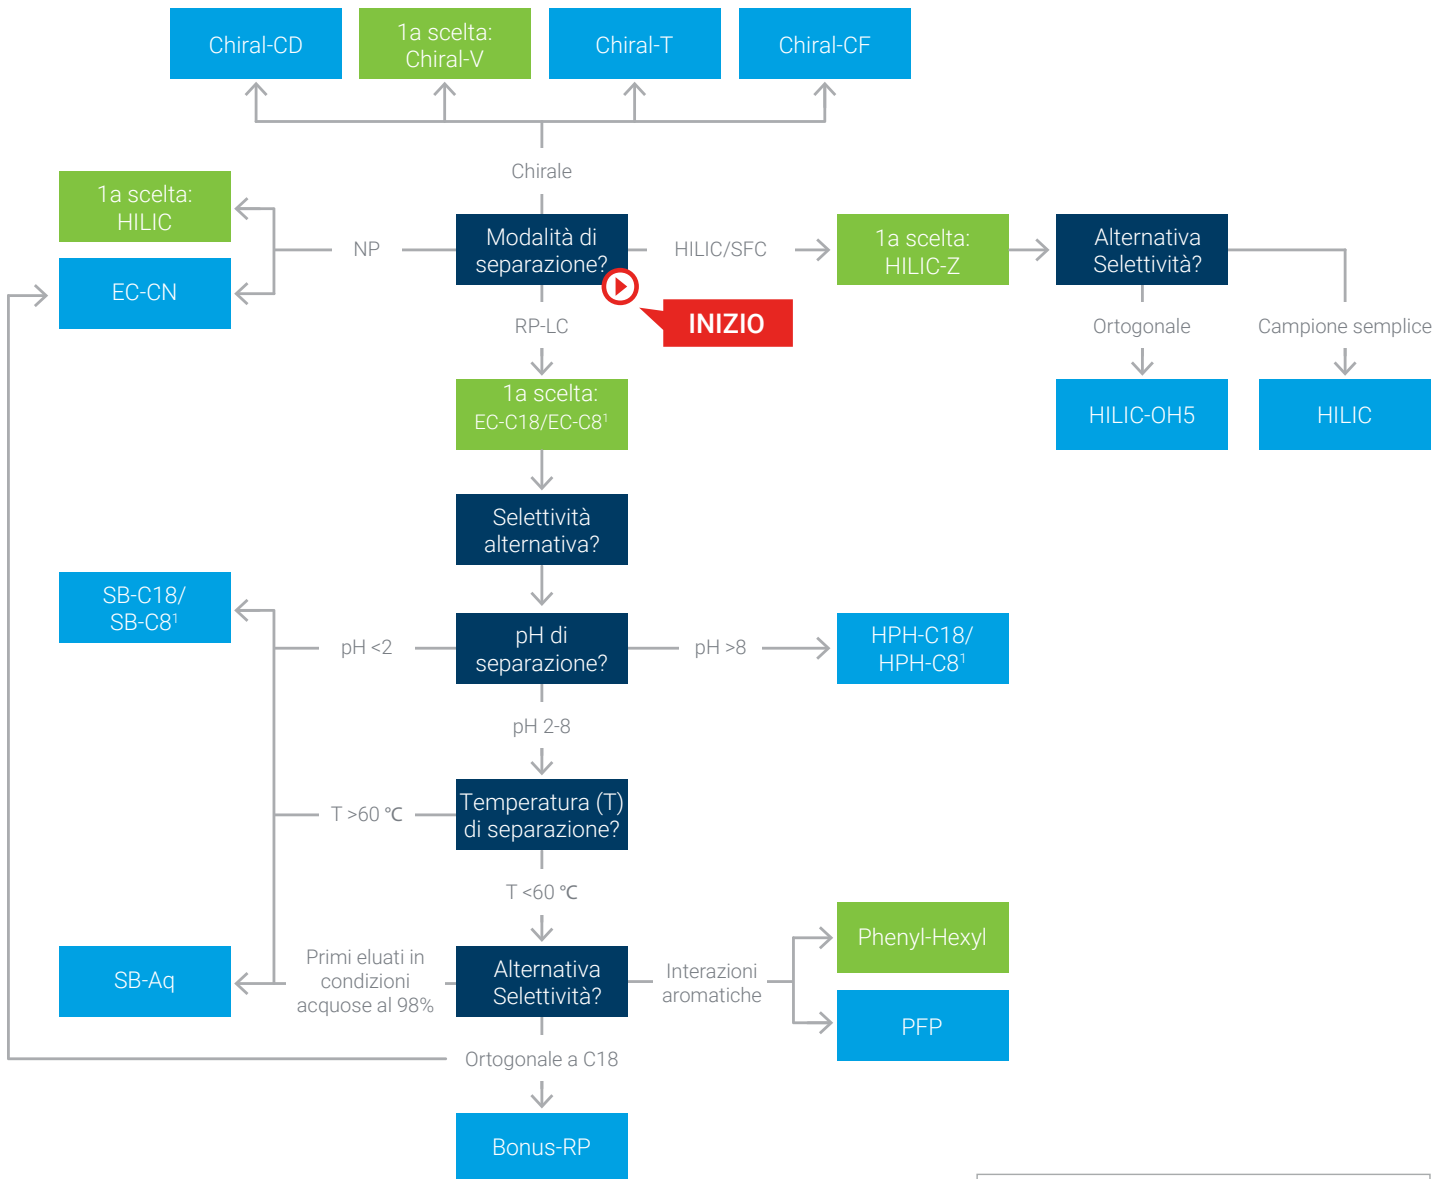 Chiral-CD
1a scelta:
Chiral-V
Chiral-T
Chiral-CF
Chirale
1a scelta:
HILIC
EC-CN
NP
Modalità di
separazione?
HILIC/SFC
1a scelta:
HILIC-Z
Alternativa
Selettività?
INIZIO
RP-LC
Ortogonale
Campione semplice
1a scelta:
EC-C18/EC-C8¹
HILIC-OH5
HILIC
Selettività
alternativa?
SB-C18/
SB-C8¹
pH <2
pH di
separazione?
pH >8
HPH-C18/
HPH-C8¹
pH 2-8
T >60 °C
Temperatura (T)
di separazione?
T <60 °C
SB-Aq
Primi eluati in
condizioni
acquose al 98%
Alternativa
Selettività?
Interazioni
aromatiche
Phenyl-Hexyl
PFP
Ortogonale a C18
Bonus-RP